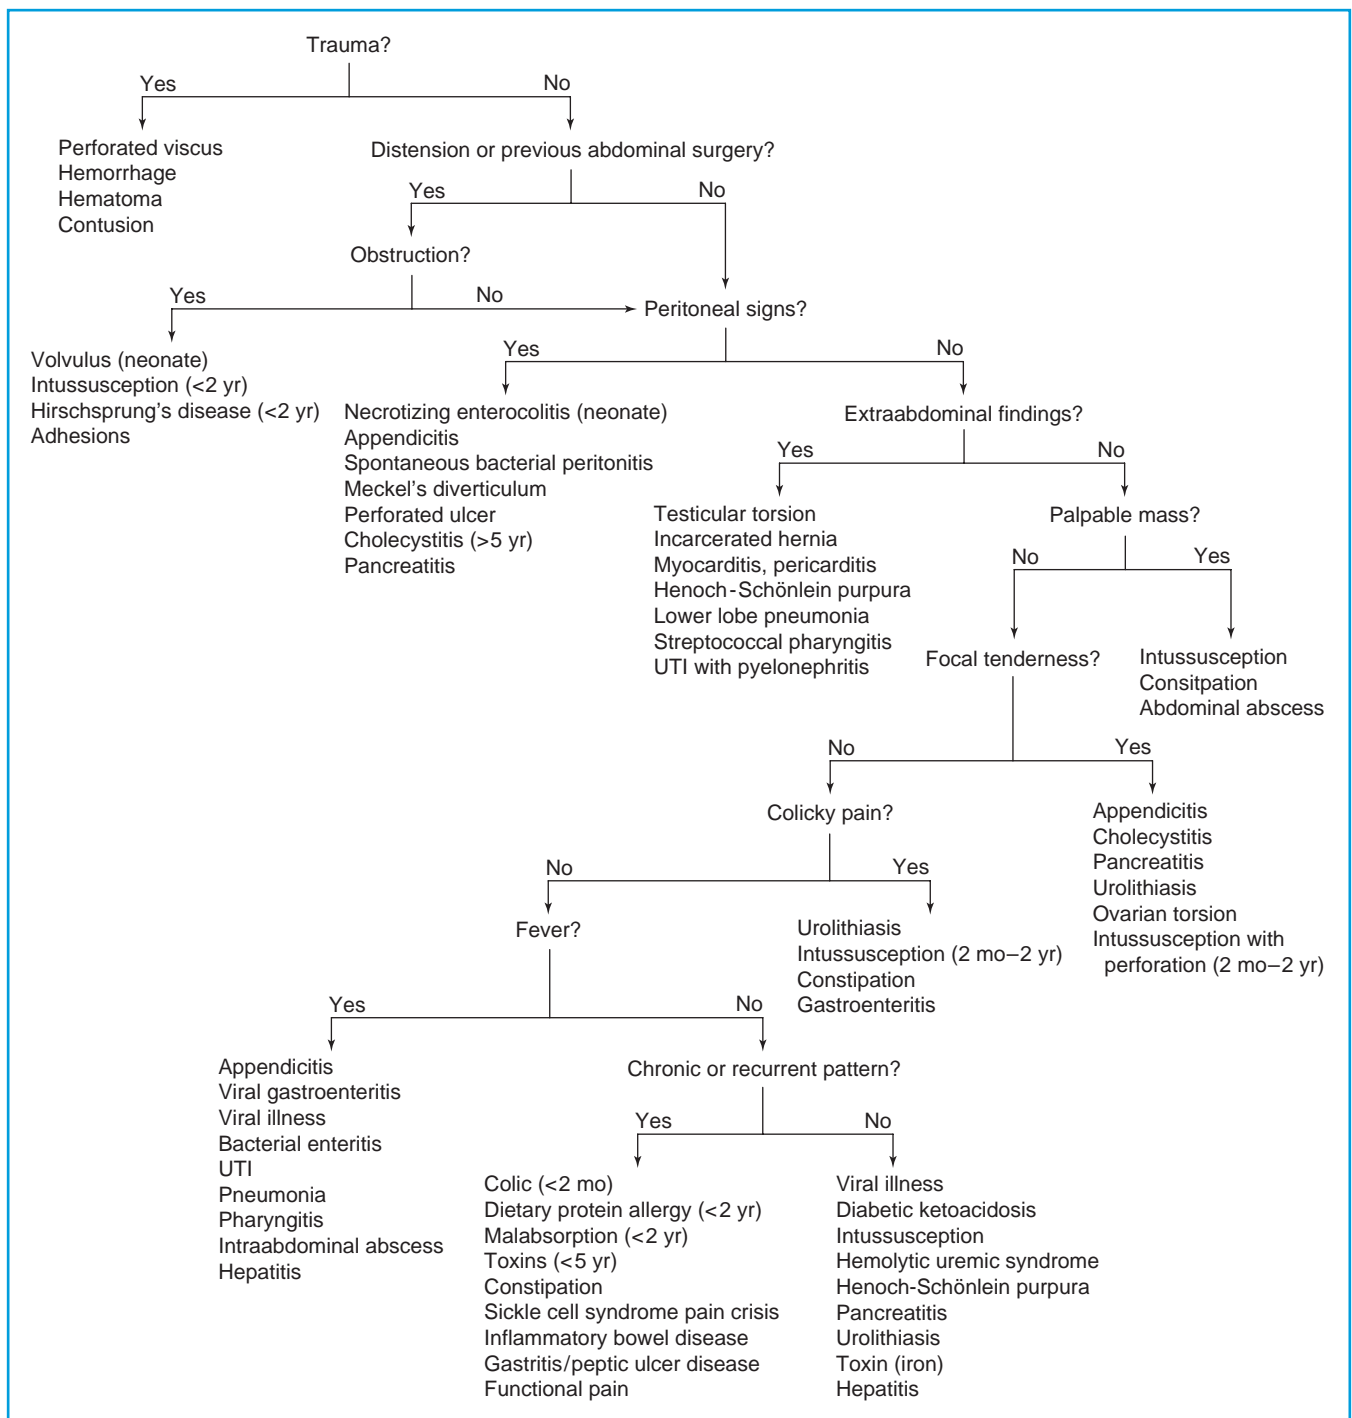 Trauma?
Yes
No
Perforated viscus
Hemorrhage
Hematoma
Contusion
Distension or previous abdominal surgery?
Yes
No
Obstruction?
Yes
No
Peritoneal signs?
Volvulus (neonate)
Intussusception (<2 yr)
Hirschsprung's disease (<2 yr)
Adhesions
Yes
No
Necrotizing enterocolitis (neonate)
Appendicitis
Spontaneous bacterial peritonitis
Meckel's diverticulum
Perforated ulcer
Cholecystitis (>5 yr)
Pancreatitis
Extraabdominal findings?
Yes
No
Testicular torsion
Incarcerated hernia
Myocarditis, pericarditis
Henoch-Schönlein purpura
Lower lobe pneumonia
Streptococcal pharyngitis
UTI with pyelonephritis
Palpable mass?
No
Yes
Focal tenderness?
Intussusception
Consitpation
Abdominal abscess
No
Yes
Colicky pain?
Appendicitis
Cholecystitis
Pancreatitis
Urolithiasis
Ovarian torsion
Intussusception with
perforation (2 mo–2 yr)
No
Yes
Fever?
Urolithiasis
Intussusception (2 mo–2 yr)
Constipation
Gastroenteritis
Yes
No
Appendicitis
Viral gastroenteritis
Viral illness
Bacterial enteritis
UTI
Pneumonia
Pharyngitis
Intraabdominal abscess
Hepatitis
Chronic or recurrent pattern?
Yes
No
Colic (<2 mo)
Dietary protein allergy (<2 yr)
Malabsorption (<2 yr)
Toxins (<5 yr)
Constipation
Sickle cell syndrome pain crisis
Inflammatory bowel disease
Gastritis/peptic ulcer disease
Functional pain
Viral illness
Diabetic ketoacidosis
Intussusception
Hemolytic uremic syndrome
Henoch-Schönlein purpura
Pancreatitis
Urolithiasis
Toxin (iron)
Hepatitis